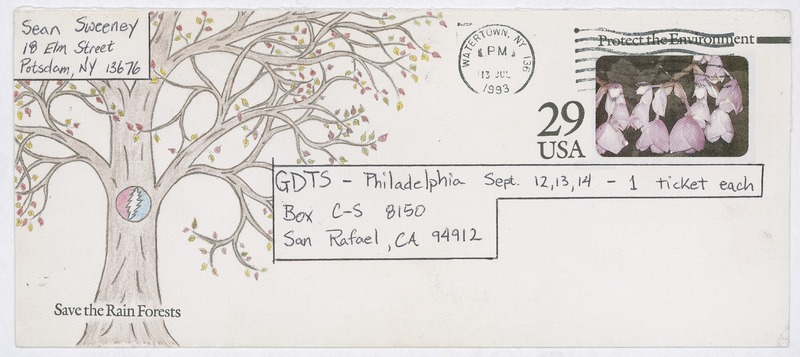 Sean Sweeney
18 Elm Street
Potsdam, NY 13676
WATERTOWN, NY 136
PM
13 JUL
1993
Protect the Environment
29
USA
GDTS - Philadelphia Sept. 12,13,14 - 1 ticket each
Box C-S 8150
San Rafael, CA 94912
Save the Rain Forests